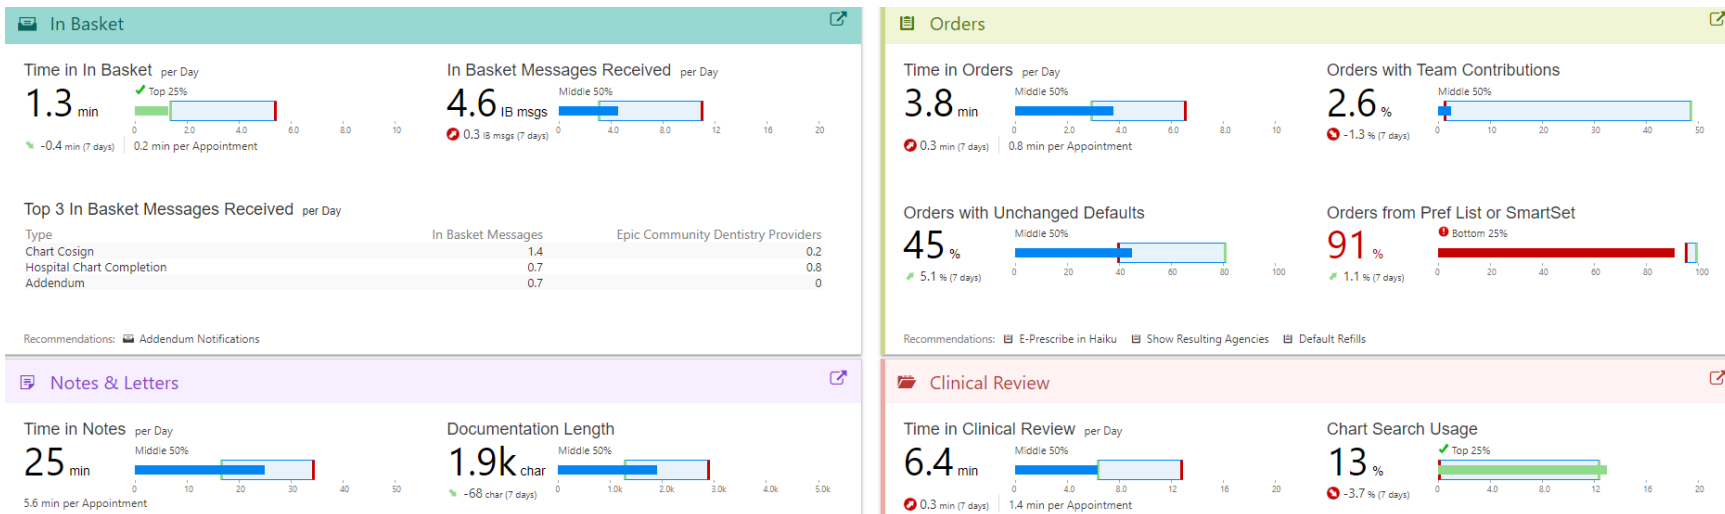 In Basket
Time in In Basket per Day
1.3 min
Top 25%
0 2.0 4.0 6.0 8.0 10
-0.4 min (7 days) 0.2 min per Appointment
In Basket Messages Received per Day
4.6 IB msgs
Middle 50%
0 4 8 12 16 20
0.3 IB msgs (7 days)
Top 3 In Basket Messages Received per Day
Type In Basket Messages Epic Community Dentistry Providers
Chart Cosign 1.4 0.2
Hospital Chart Completion 0.7 0.8
Addendum 0.7 0
Recommendations: Addendum Notifications
Orders
Time in Orders per Day
3.8 min
Middle 50%
0 2.0 4.0 6.0 8.0 10
0.3 min (7 days) 0.8 min per Appointment
Orders with Team Contributions
2.6 %
Middle 50%
0 10 20 30 40 50
-1.3 % (7 days)
Orders with Unchanged Defaults
45 %
Middle 50%
0 20 40 60 80 100
5.1 % (7 days)
Orders from Pref List or SmartSet
91 %
Bottom 25%
0 20 40 60 80 100
1.1 % (7 days)
Recommendations: E-Prescribe in Haiku Show Resulting Agencies Default Refills
Notes & Letters
Time in Notes per Day
25 min
Middle 50%
0 10 20 30 40 50
5.6 min per Appointment
Documentation Length
1.9k char
Middle 50%
0 1.0k 2.0k 3.0k 4.0k 5.0k
-68 char (7 days)
Clinical Review
Time in Clinical Review per Day
6.4 min
Middle 50%
0 4.0 8.0 12 16 20
0.3 min (7 days) 1.4 min per Appointment
Chart Search Usage
13 %
Top 25%
0 4.0 8.0 12 16 20
-3.7 % (7 days)